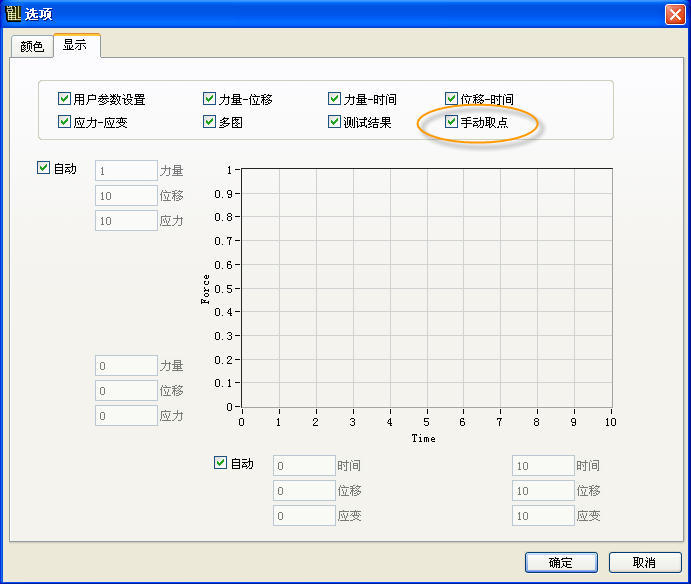 选项
颜色 显示
用户参数设置 力量-位移 力量-时间 位移-时间
应力-应变 多图 测试结果 手动取点
自动 1 力量
10 位移
10 应力
1
0.9
0.8
0.7
0.6
0.5
0.4
0.3
0.2
0.1
0
Force
0 力量
0 位移
0 应力
0 1 2 3 4 5 6 7 8 9 10
Time
自动 0 时间 10 时间
0 位移 10 位移
0 应变 10 应变
确定 取消